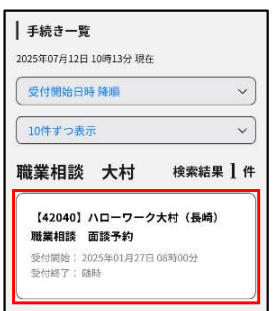 手続き一覧
2025年07月12日 10時13分 現在
受付開始日時 降順
10件ずつ表示
職業相談 大村 検索結果 1 件
【42040】ハローワーク大村（長崎）
職業相談 面談予約
受付開始： 2025年01月27日 08時00分
受付終了： 随時